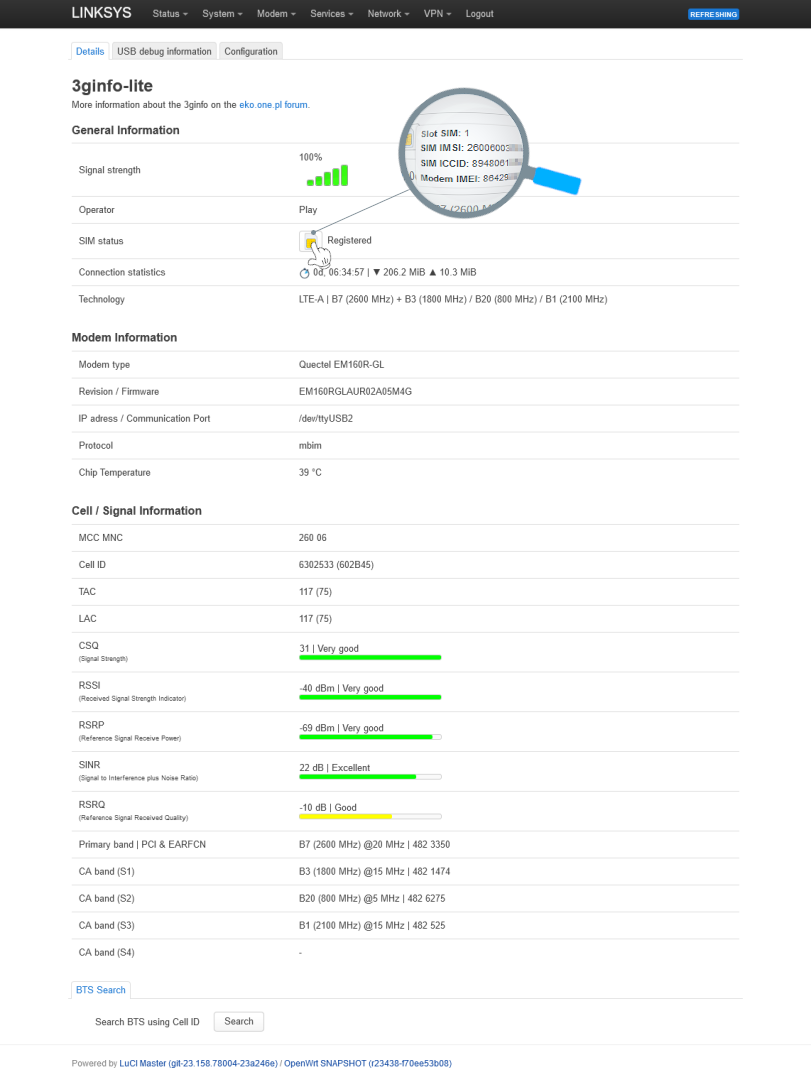 LINKSYS Status System Modem Services Network VPN Logout REFRESHING
Details USB debug information Configuration
3ginfo-lite
More information about the 3ginfo on the eko.one.pl forum.
General Information
Slot SIM: 1
SIM IMSI: 26006003
SIM ICCID: 8948061
Modem IMEI: 86429
Signal strength 100%
Operator Play
SIM status Registered
Connection statistics 0d, 06:34:57 | ▼ 206.2 MiB ▲ 10.3 MiB
Technology LTE-A | B7 (2600 MHz) + B3 (1800 MHz) / B20 (800 MHz) / B1 (2100 MHz)
Modem Information
Modem type Quectel EM160R-GL
Revision / Firmware EM160RGLAUR02A05M4G
IP adress / Communication Port /dev/ttyUSB2
Protocol mbim
Chip Temperature 39 °C
Cell / Signal Information
MCC MNC 260 06
Cell ID 6302533 (602B45)
TAC 117 (75)
LAC 117 (75)
CSQ 31 | Very good
(Signal Strength)
RSSI -40 dBm | Very good
(Received Signal Strength Indicator)
RSRP -69 dBm | Very good
(Reference Signal Receive Power)
SINR 22 dB | Excellent
(Signal to Interference plus Noise Ratio)
RSRQ -10 dB | Good
(Reference Signal Received Quality)
Primary band | PCI & EARFCN B7 (2600 MHz) @20 MHz | 482 3350
CA band (S1) B3 (1800 MHz) @15 MHz | 482 1474
CA band (S2) B20 (800 MHz) @5 MHz | 482 6275
CA band (S3) B1 (2100 MHz) @15 MHz | 482 525
CA band (S4) -
BTS Search
Search BTS using Cell ID Search
Powered by LuCI Master (git-23.158.78004-23a246e) / OpenWrt SNAPSHOT (r23438-f70ee53b08)